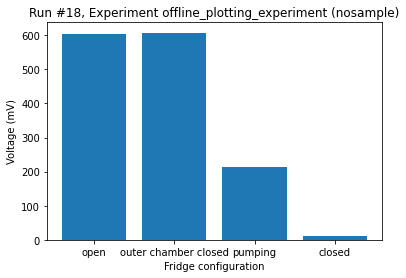 Run #18, Experiment offline_plotting_experiment (nosample)
600
500
400
300
200
100
0
Voltage (mV)
open outer chamber closed pumping closed
Fridge configuration